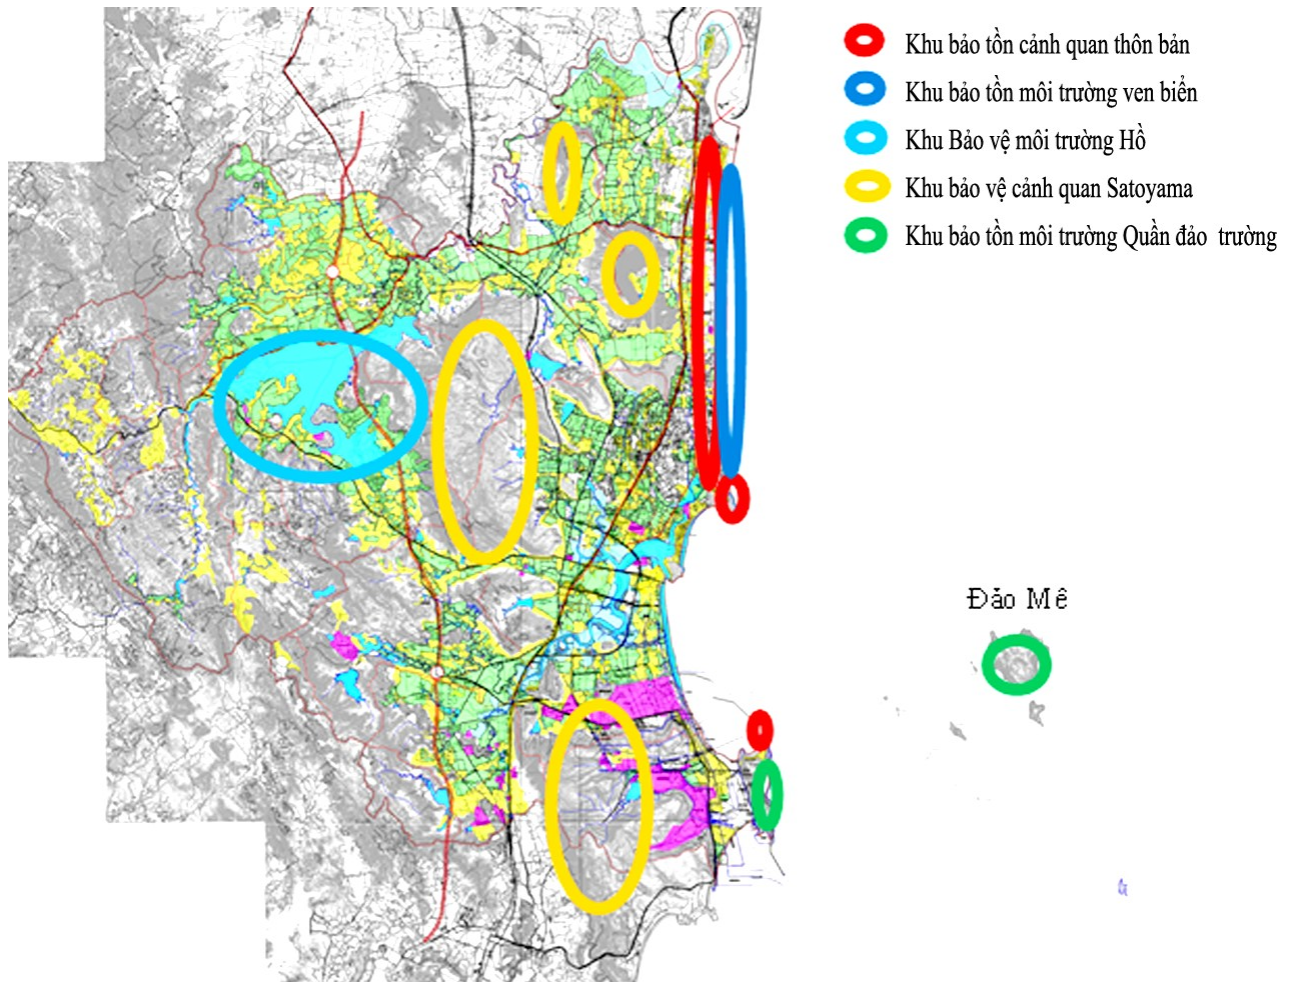 Khu bảo tồn cảnh quan thôn bản
Khu bảo tồn môi trường ven biển
Khu Bảo vệ môi trường Hồ
Khu bảo vệ cảnh quan Satoyama
Khu bảo tồn môi trường Quần đảo trường
Đảo Mê